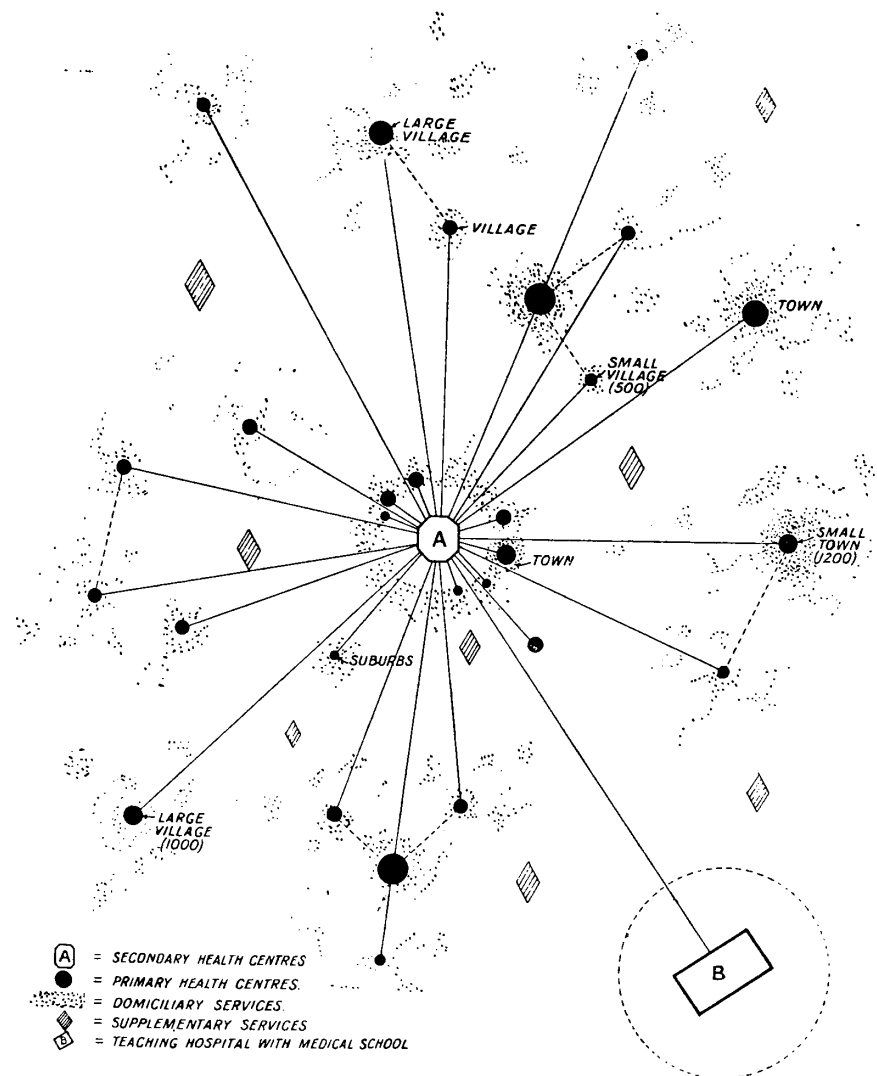 LARGE
VILLAGE
VILLAGE
TOWN
SMALL
VILLAGE
(500)
A
TOWN
SMALL
TOWN
(1200)
SUBURBS
LARGE
VILLAGE
(1000)
B
A = SECONDARY HEALTH CENTRES
= PRIMARY HEALTH CENTRES.
= DOMICILIARY SERVICES.
= SUPPLEMENTARY SERVICES
B = TEACHING HOSPITAL WITH MEDICAL SCHOOL